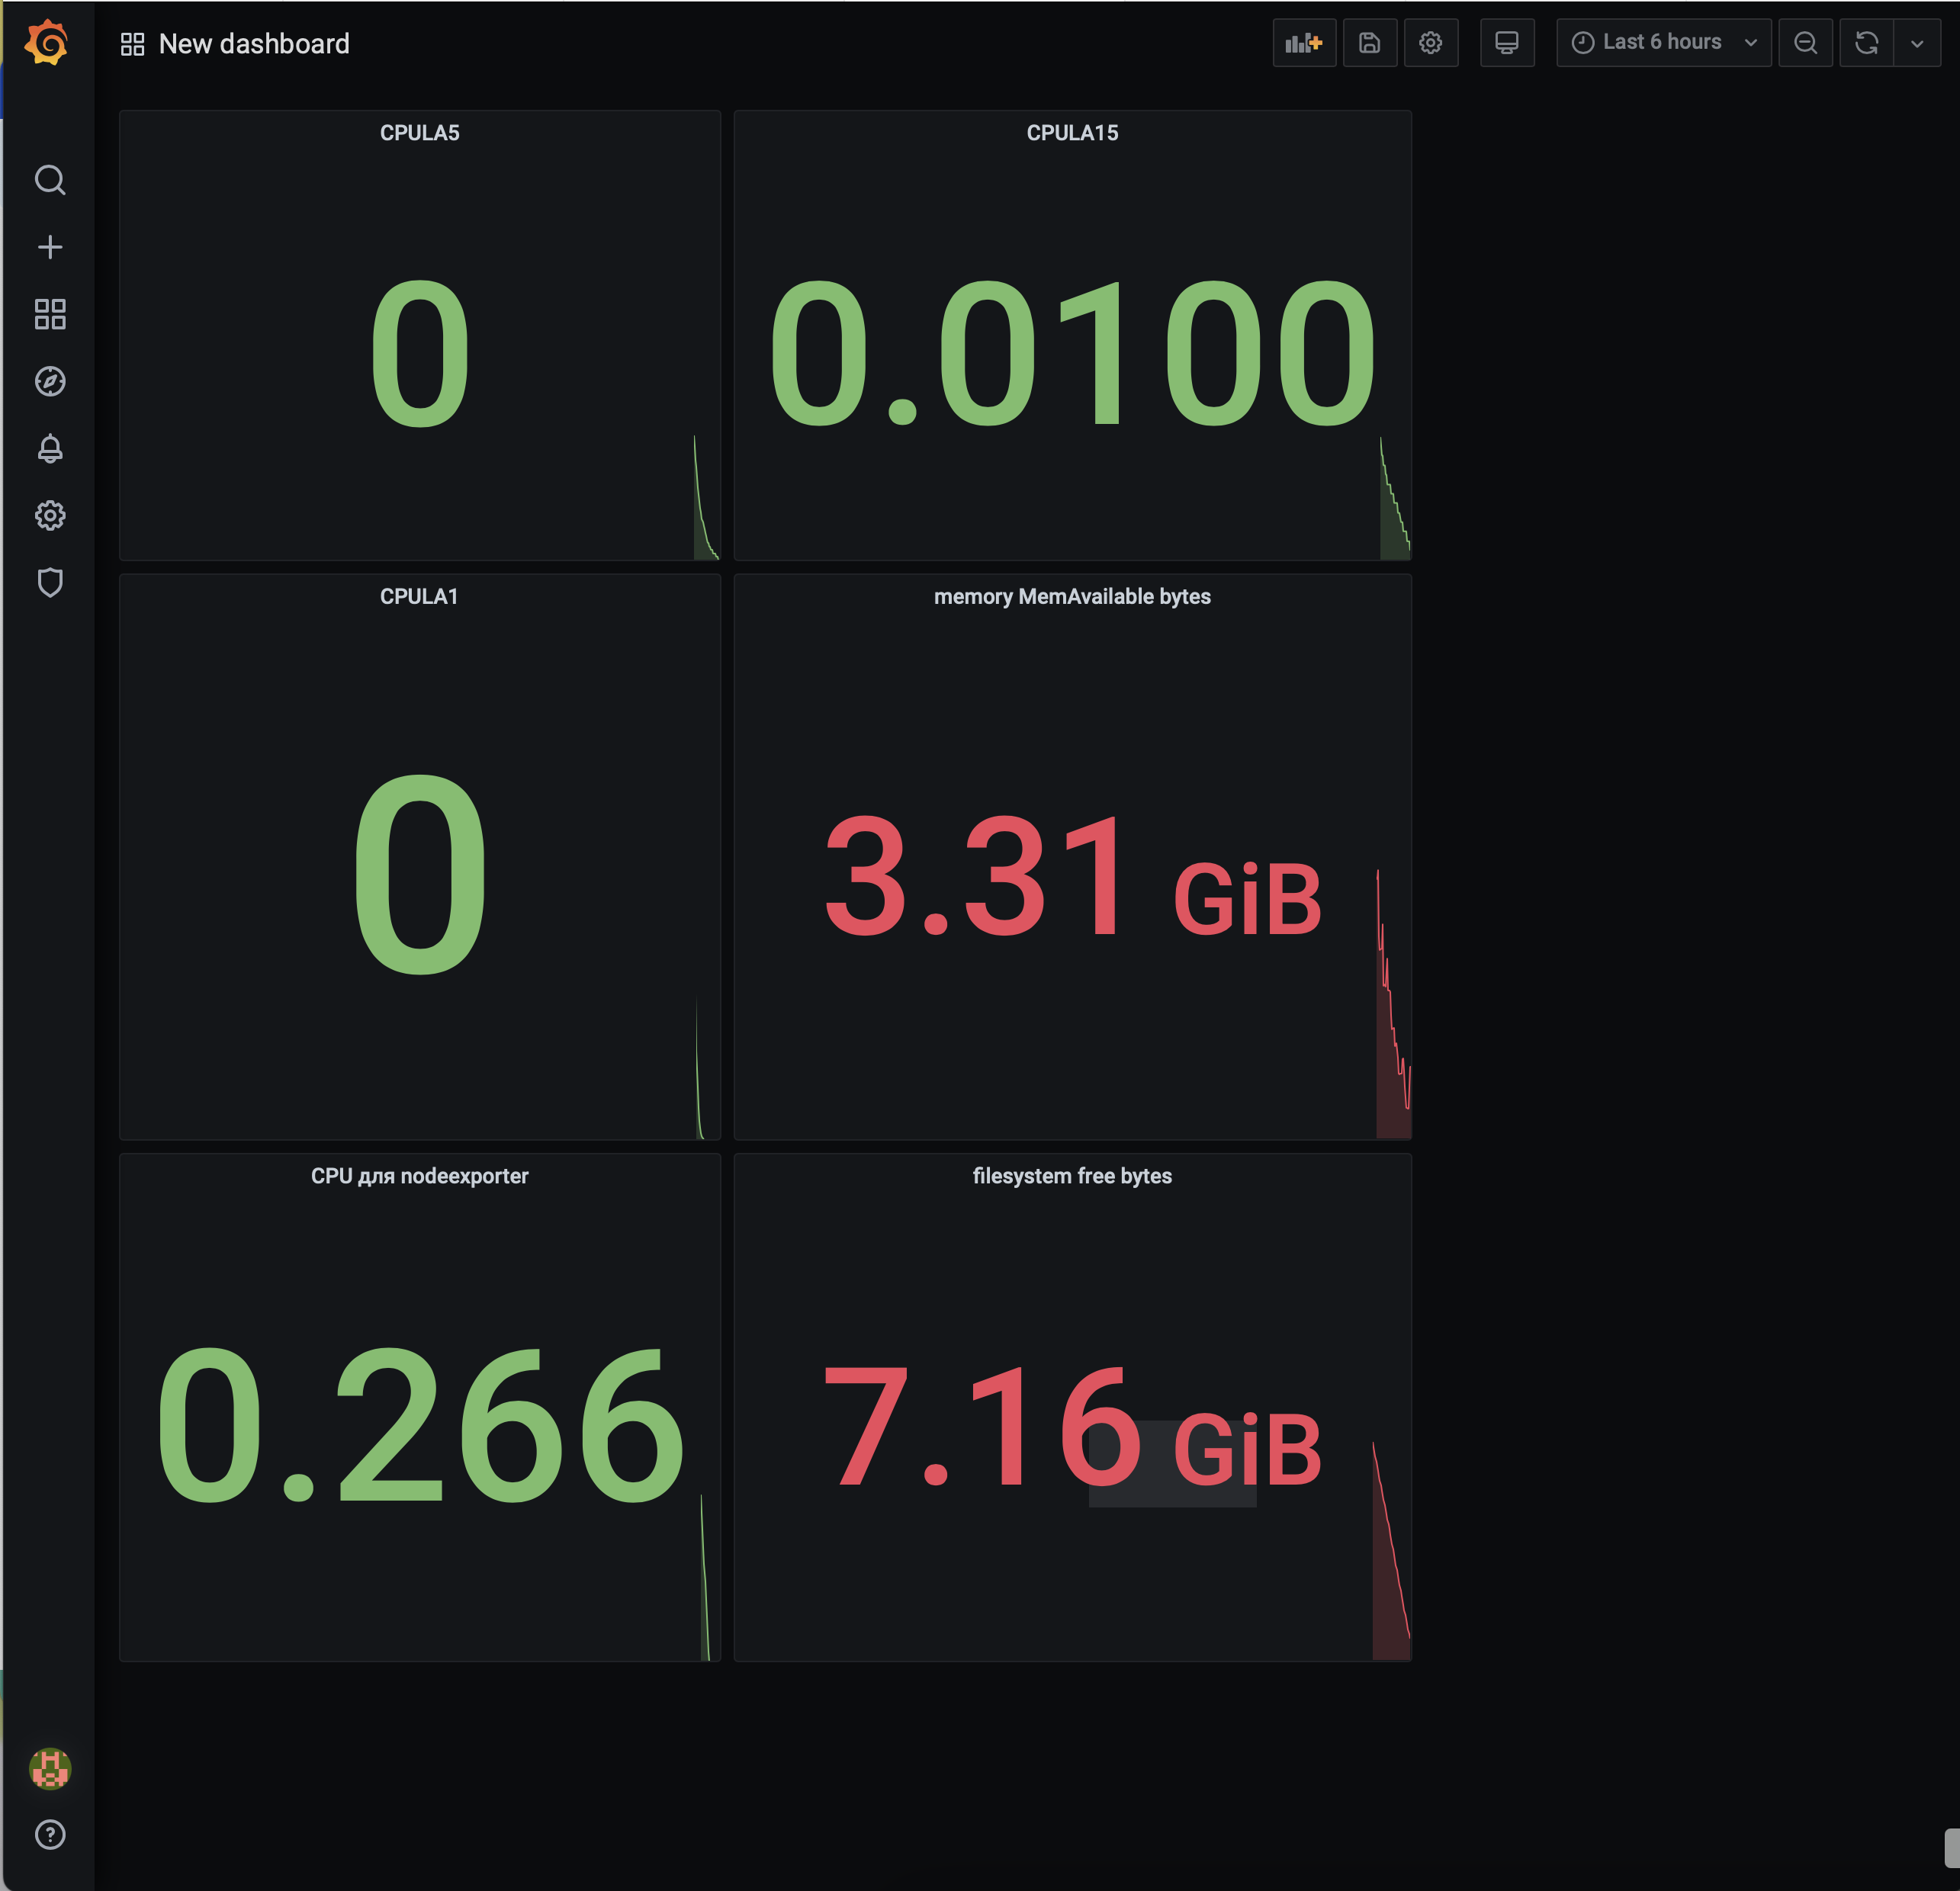 New dashboard
Last 6 hours
CPULA5
0
CPULA15
0.0100
CPULA1
0
memory MemAvailable bytes
3.31 GiB
CPU для nodeexporter
0.266
filesystem free bytes
7.16 GiB